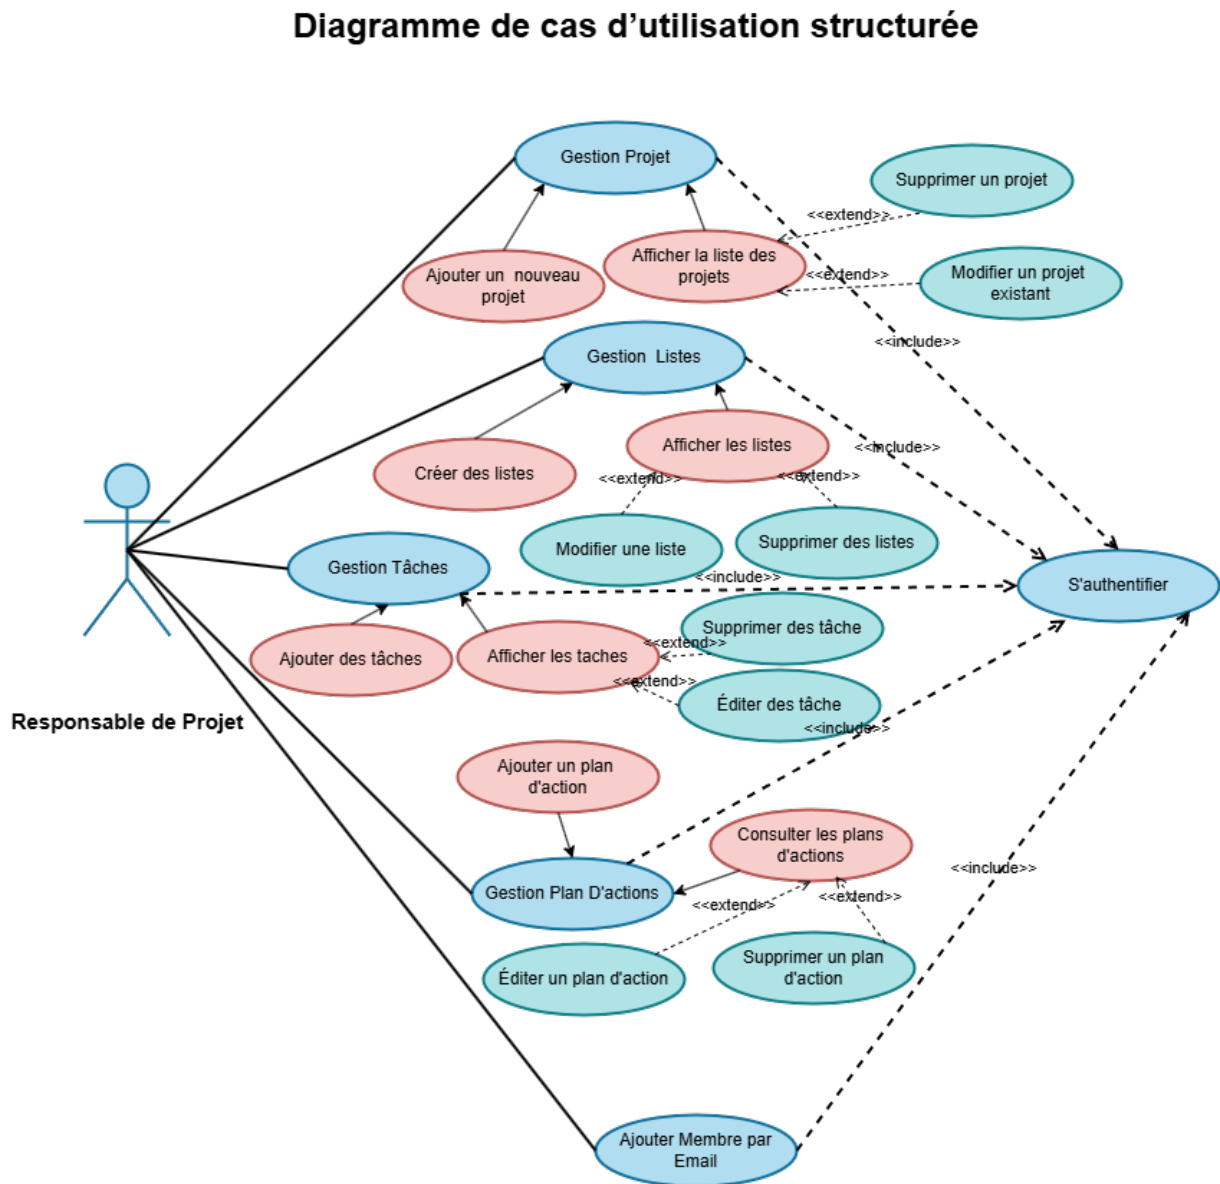 Diagramme de cas d’utilisation structurée
Gestion Projet
Supprimer un projet
<<extend>>
Afficher la liste des
projets
Ajouter un  nouveau
projet
<<extend>>
Modifier un projet
existant
<<include>>
Gestion  Listes
Afficher les listes
<<include>>
Créer des listes
<<extend>>
<<extend>>
Modifier une liste
Supprimer des listes
Gestion Tâches
<<include>>
S'authentifier
Supprimer des tâche
<<extend>>
Ajouter des tâches
Afficher les taches
<<extend>>
Éditer des tâche
<<include>>
Responsable de Projet
Ajouter un plan
d'action
Consulter les plans
d'actions
<<include>>
Gestion Plan D'actions
<<extend>>
<<extend>>
Éditer un plan d'action
Supprimer un plan
d'action
Ajouter Membre par
Email